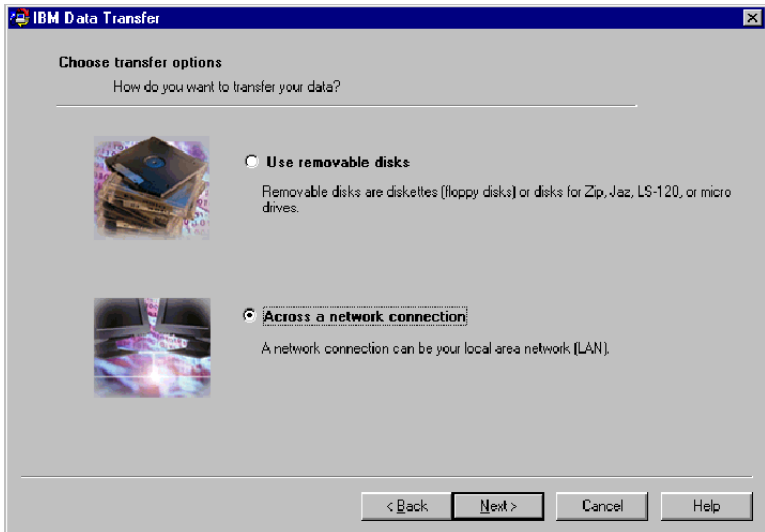 IBM Data Transfer
Choose transfer options
How do you want to transfer your data?
Use removable disks
Removable disks are diskettes (floppy disks) or disks for Zip, Jaz, LS-120, or micro
drives.
Across a network connection
A network connection can be your local area network (LAN).
< Back
Next >
Cancel
Help